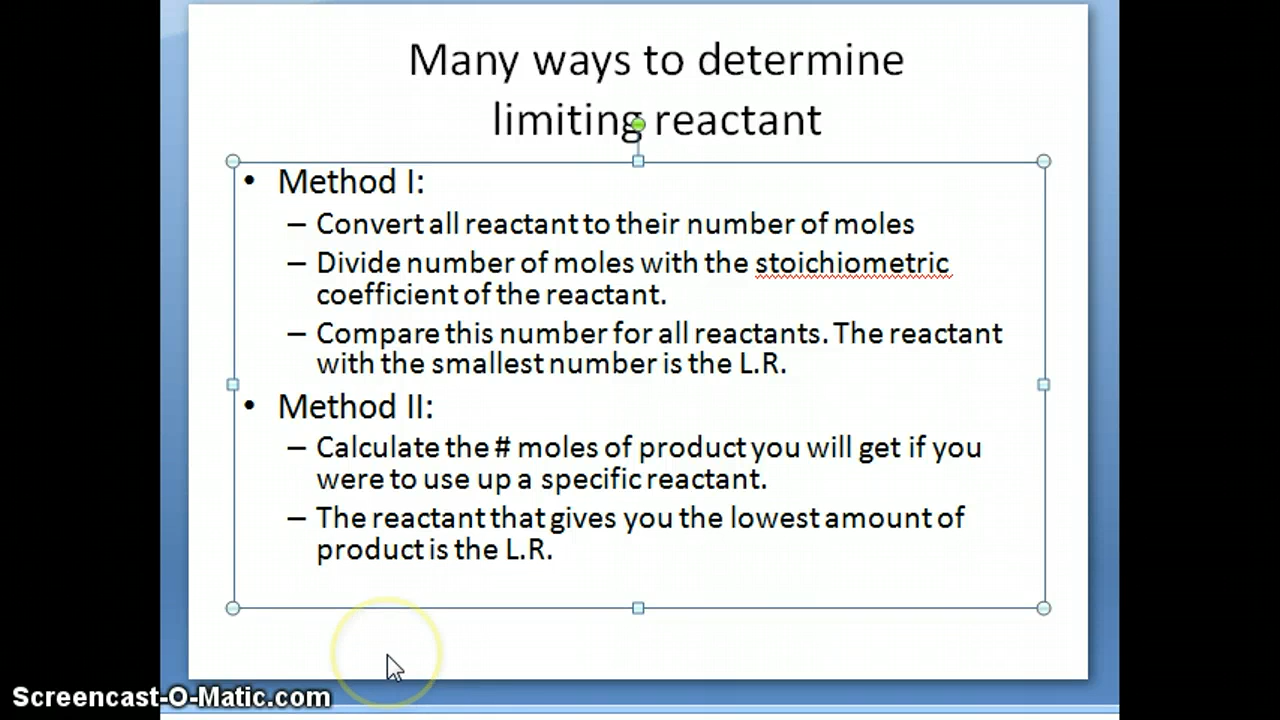 Many ways to determine
limiting reactant
• Method I:
– Convert all reactant to their number of moles
– Divide number of moles with the stoichiometric
coefficient of the reactant.
– Compare this number for all reactants. The reactant
with the smallest number is the L.R.
• Method II:
– Calculate the # moles of product you will get if you
were to use up a specific reactant.
– The reactant that gives you the lowest amount of
product is the L.R.
Screencast-O-Matic.com